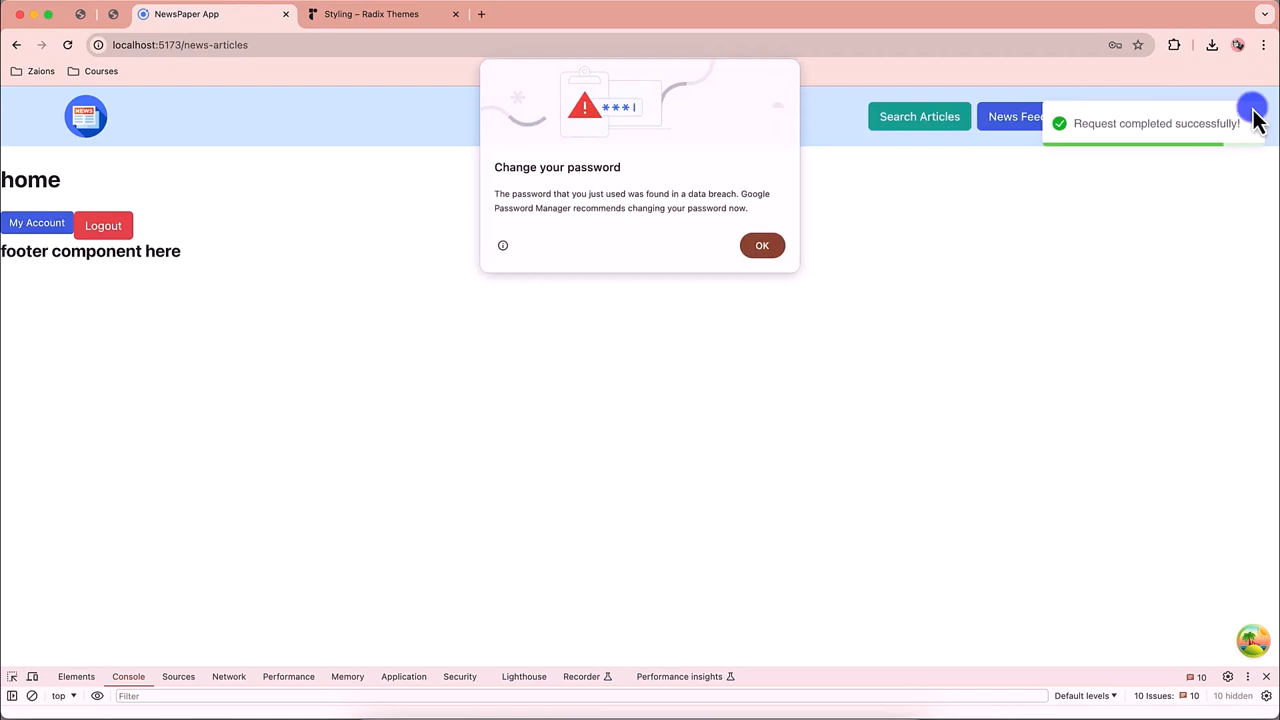 NewsPaper App
Styling – Radix Themes
localhost:5173/news-articles
Zaions
Courses
NEWS
***|
Search Articles
News Fee
Request completed successfully!
Change your password
The password that you just used was found in a data breach. Google
Password Manager recommends changing your password now.
OK
home
My Account
Logout
footer component here
Elements
Console
Sources
Network
Performance
Memory
Application
Security
Lighthouse
Recorder
Performance insights
10
top
Filter
Default levels
10 Issues:
10
10 hidden